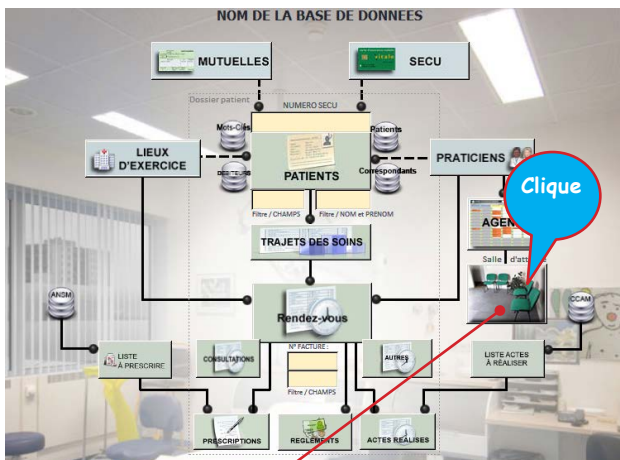 NOM DE LA BASE DE DONNEES
MUTUELLES
vitale
SECU
Dossier patient
NUMERO SECU
Mots-Clés
Patients
LIEUX
D'EXERCICE
PRATICIENS
DEBITEURS
PATIENTS
Correspondants
Clique
Filtre / CHAMPS
Filtre / NOM et PRENOM
TRAJETS DES SOINS
Salle
ANSM
CCAM
Rendez-vous
LISTE
À PRESCRIRE
CONSULTATIONS
N° FACTURE :
AUTRES
LISTE ACTES
À RÉALISER
Filtre / CHAMPS
PRESCRIPTIONS
REGLEMENTS
ACTES REALISES